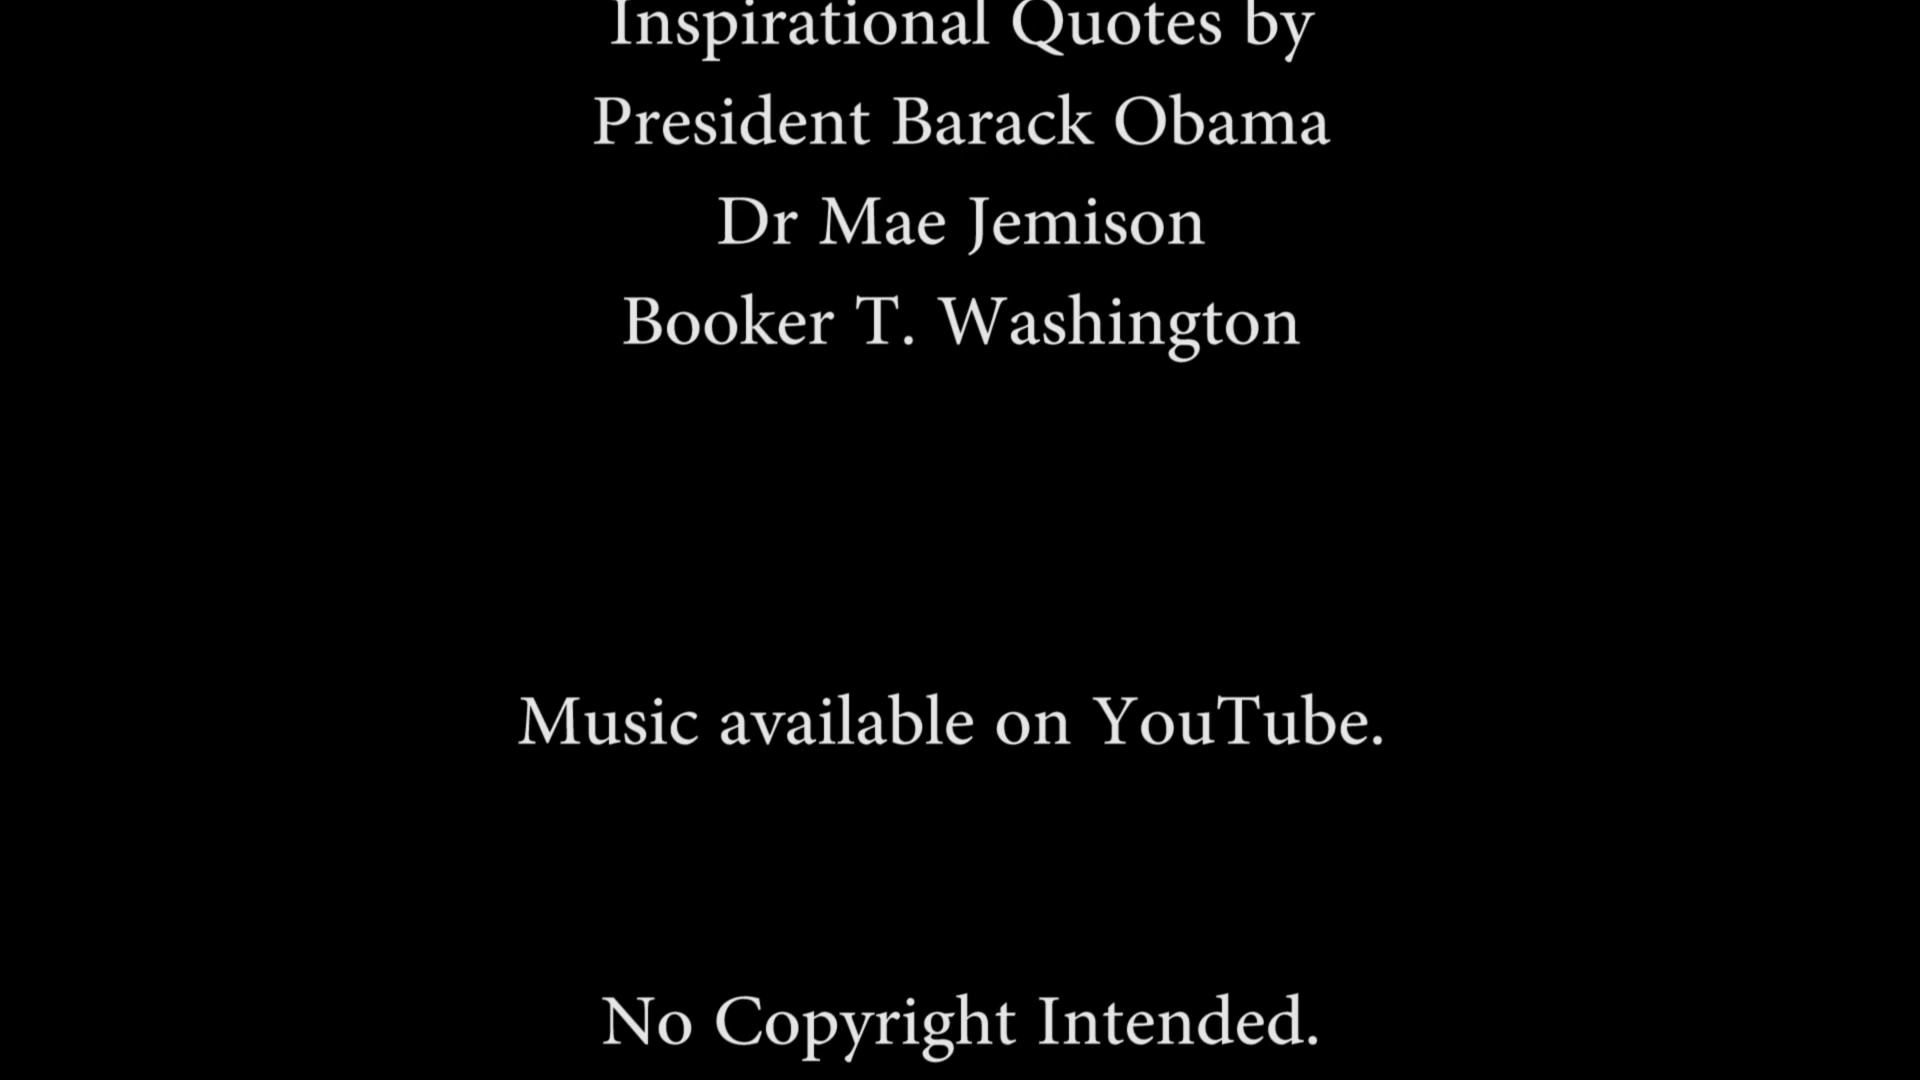 Inspirational Quotes by
President Barack Obama
Dr Mae Jemison
Booker T. Washington
Music available on YouTube.
No Copyright Intended.